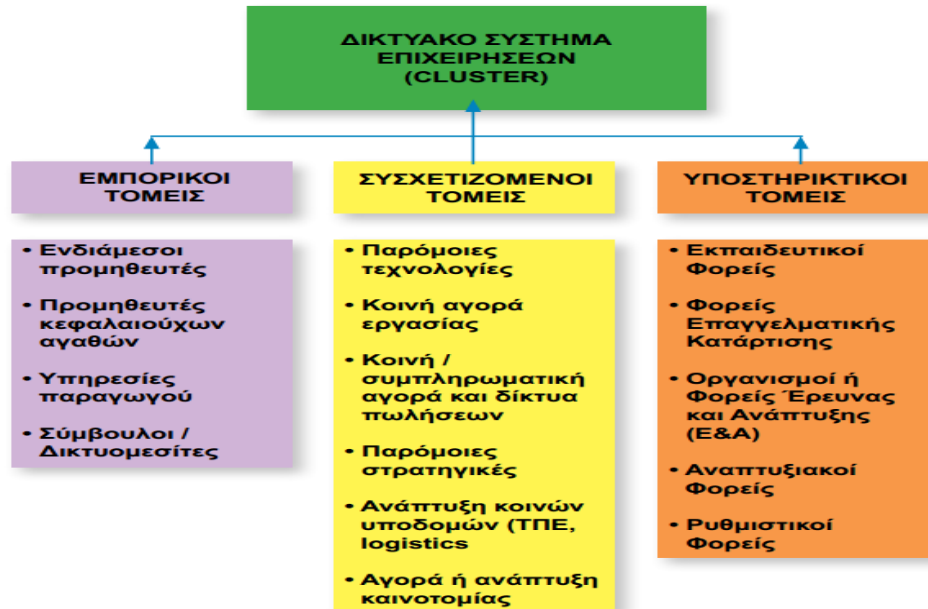 ΔΙΚΤΥΑΚΟ ΣΥΣΤΗΜΑ
ΕΠΙΧΕΙΡΗΣΕΩΝ
(CLUSTER)
ΕΜΠΟΡΙΚΟΙ
ΤΟΜΕΙΣ
• Ενδιάμεσοι
προμηθευτές
• Προμηθευτές
κεφαλαιούχων
αγαθών
• Υπηρεσίες
παραγωγού
• Σύμβουλοι /
Δικτυομεσίτες
ΣΥΣΧΕΤΙΖΟΜΕΝΟΙ
ΤΟΜΕΙΣ
• Παρόμοιες
τεχνολογίες
• Κοινή αγορά
εργασίας
• Κοινή /
συμπληρωματική
αγορά και δίκτυα
πωλήσεων
• Παρόμοιες
στρατηγικές
• Ανάπτυξη κοινών
υποδομών (ΤΠΕ,
logistics
• Αγορά ή ανάπτυξη
καινοτομίας
ΥΠΟΣΤΗΡΙΚΤΙΚΟΙ
ΤΟΜΕΙΣ
• Εκπαιδευτικοί
Φορείς
• Φορείς
Επαγγελματικής
Κατάρτισης
• Οργανισμοί ή
Φορείς Έρευνας
και Ανάπτυξης
(Ε&Α)
• Αναπτυξιακοί
Φορείς
• Ρυθμιστικοί
Φορείς